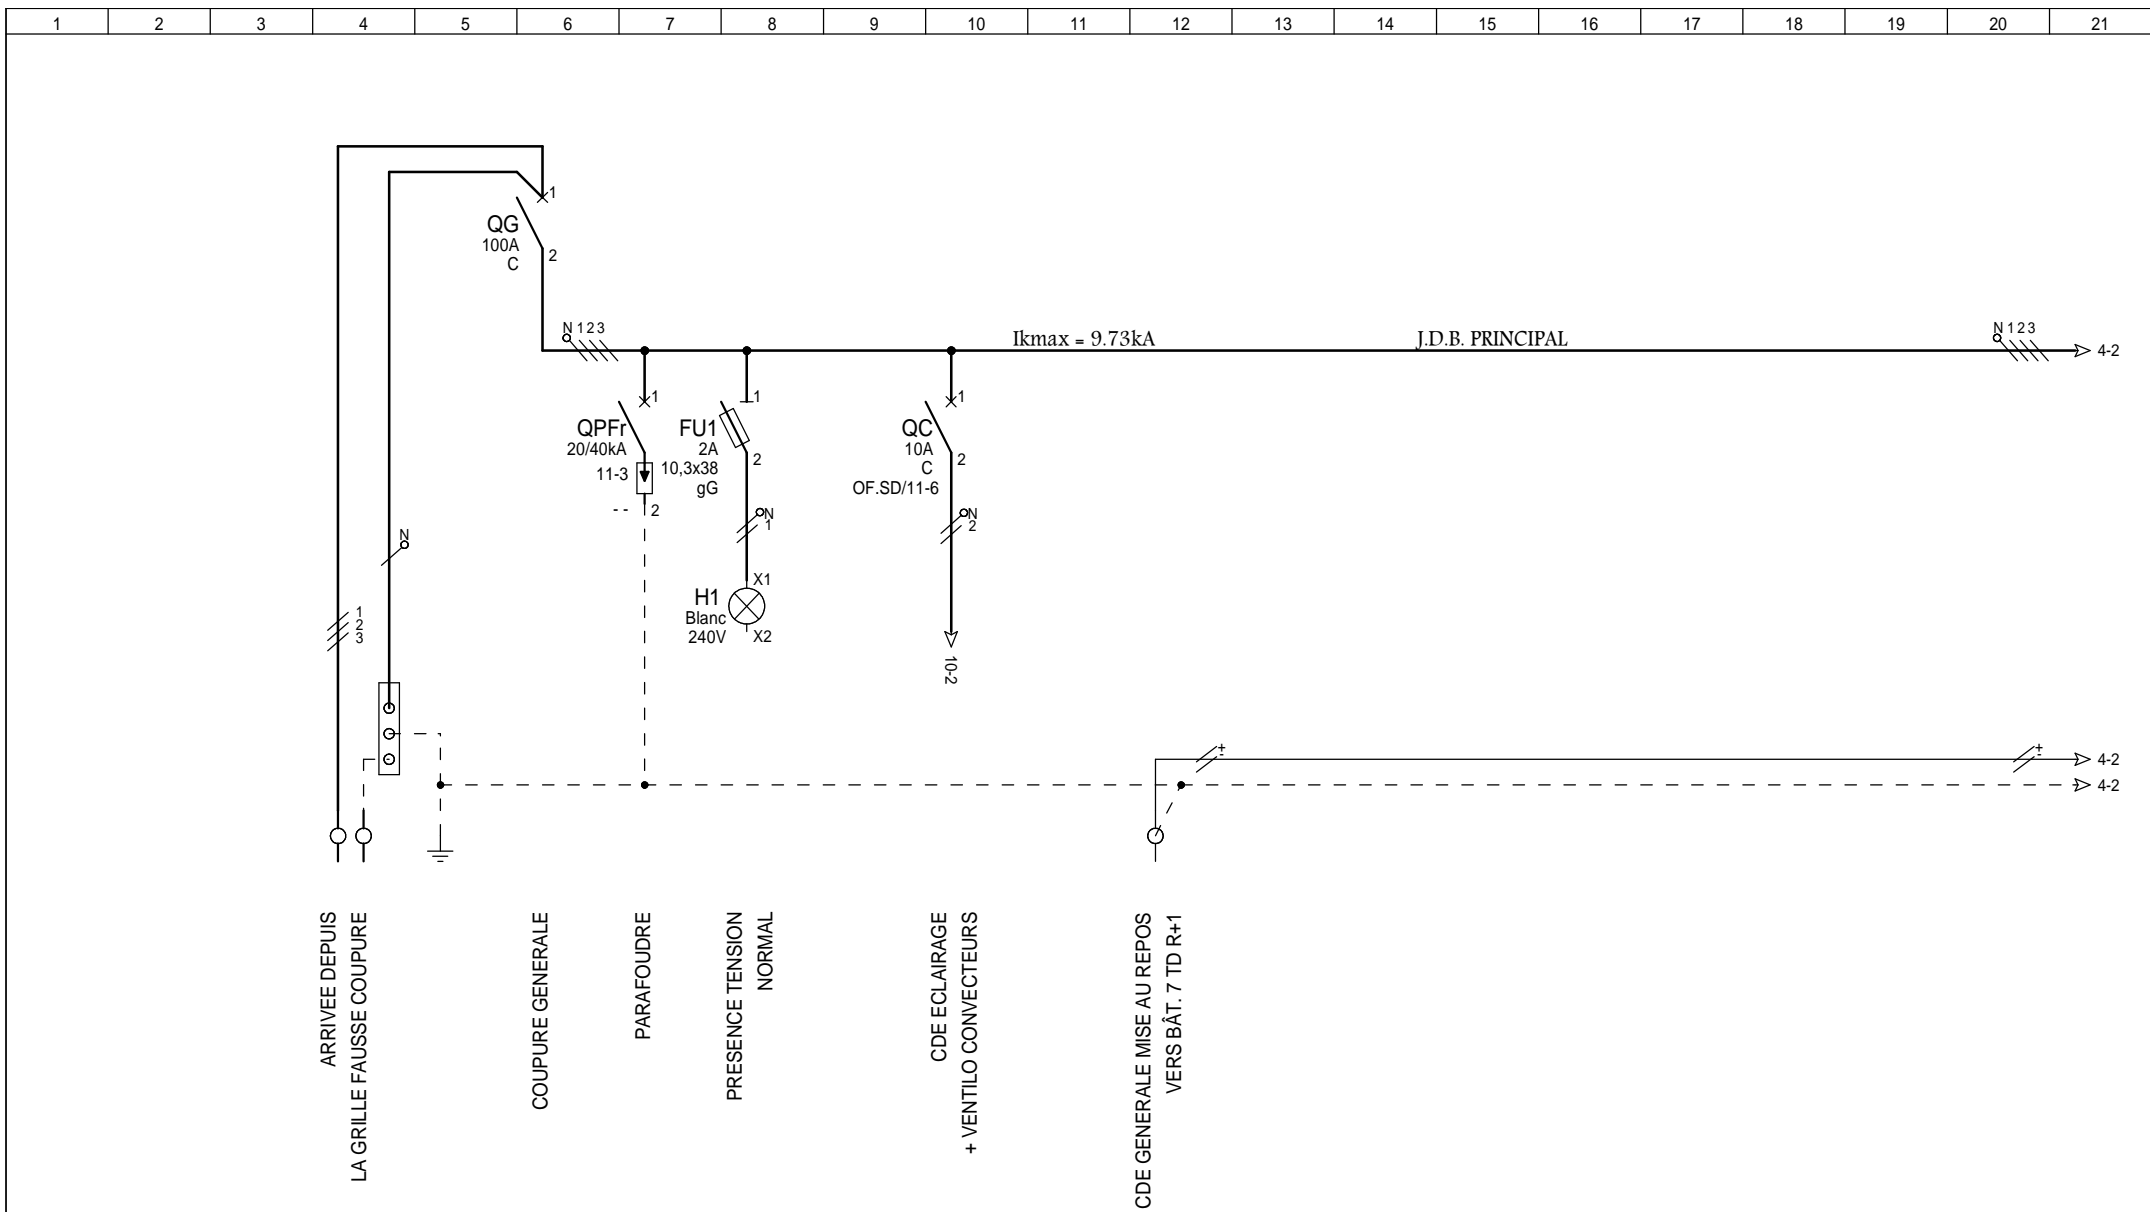 1 2 3 4 5 6 7 8 9 10 11 12 13 14 15 16 17 18 19 20 21
1
QG
100A
C
2
N 1 2 3
Ikmax = 9.73kA
J.D.B. PRINCIPAL
N 1 2 3
4-2
1
QPFr
20/40kA
11-3
- -
2
1
FU1
2A
10,3x38
gG
2
N
1
X1
H1
Blanc
240V
X2
1
QC
10A
C
OF.SD/11-6
2
N
2
10-2
N
1
2
3
+
-
+
-
4-2
4-2
ARRIVEE DEPUIS
LA GRILLE FAUSSE COUPURE
COUPURE GENERALE
PARAFOUDRE
PRESENCE TENSION
NORMAL
CDE ECLAIRAGE
+ VENTILO CONVECTEURS
CDE GENERALE MISE AU REPOS
VERS BÂT. 7 TD R+1